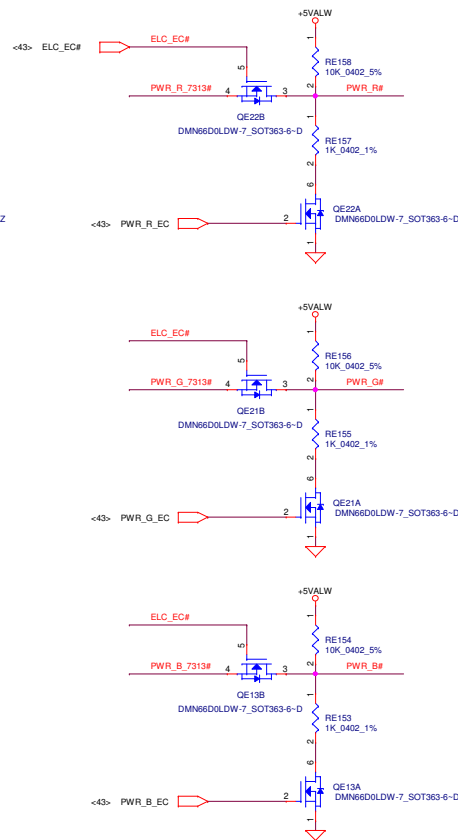 +5VALW
<43> ELC_EC#
ELC_EC#
5
1
RE158
10K_0402_5%
2
PWR_R_7313#
4
3
PWR_R#
QE22B
DMN66D0LDW-7_SOT363-6~D
1
RE157
1K_0402_1%
2
Z
6
QE22A
DMN66D0LDW-7_SOT363-6~D
<43> PWR_R_EC
2
1
+5VALW
ELC_EC#
5
1
RE156
10K_0402_5%
2
PWR_G_7313#
4
3
PWR_G#
QE21B
DMN66D0LDW-7_SOT363-6~D
1
RE155
1K_0402_1%
2
6
QE21A
DMN66D0LDW-7_SOT363-6~D
<43> PWR_G_EC
2
1
+5VALW
ELC_EC#
5
1
RE154
10K_0402_5%
2
PWR_B_7313#
4
3
PWR_B#
QE13B
DMN66D0LDW-7_SOT363-6~D
1
RE153
1K_0402_1%
2
6
QE13A
DMN66D0LDW-7_SOT363-6~D
<43> PWR_B_EC
2
1